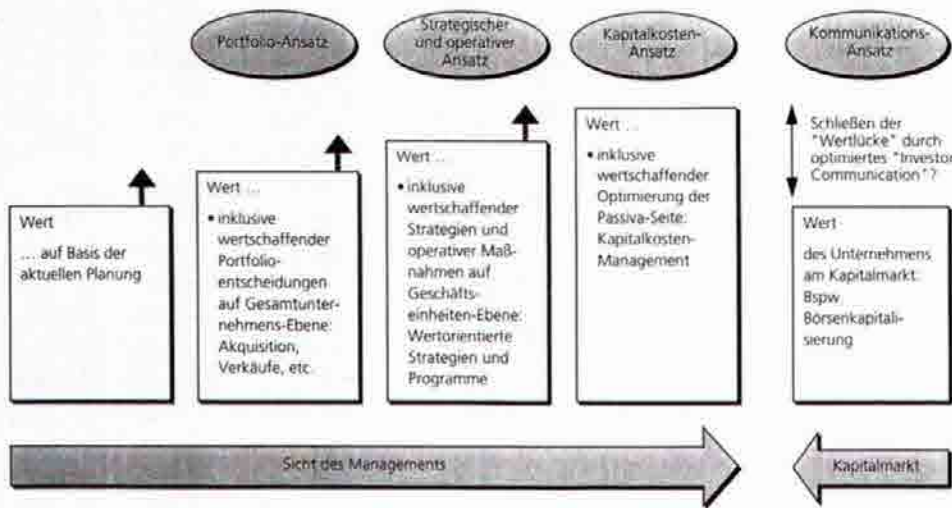 Portfolio-Ansatz
Strategischer
und operativer
Ansatz
Kapitalkosten-
Ansatz
Kommunikations-
Ansatz
Wert
... auf Basis der
aktuellen Planung
Wert ...
• inklusive
wertschaffender
Portfolio-
entscheidungen
auf Gesamtunter-
nehmens-Ebene:
Akquisition,
Verkäufe, etc.
Wert ...
• inklusive
wertschaffender
Strategien und
operativer Maß-
nahmen auf
Geschäfts-
einheiten-Ebene:
Wertorientierte
Strategien und
Programme
Wert ...
• inklusive
wertschaffender
Optimierung der
Passiva-Seite:
Kapitalkosten-
Management
Schließen der
"Wertlücke" durch
optimiertes "Investor
Communication"?
Wert
des Unternehmens
am Kapitalmarkt:
Bspw.
Börsenkapitali-
sierung
Sicht des Managements
Kapitalmarkt